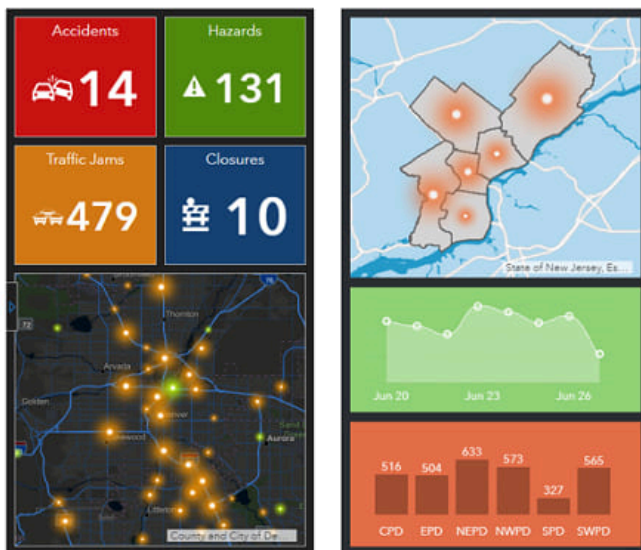 Accidents
14
Hazards
131
Traffic Jams
479
Closures
10
Thornton
72
76
Arvada
Golden
Denver
Lakewood
Aurora
Littleton
County and City of De...
State of New Jersey, Es...
Jun 20
Jun 23
Jun 26
516
504
633
573
327
565
CPD
EPD
NEPD
NWPD
SPD
SWPD